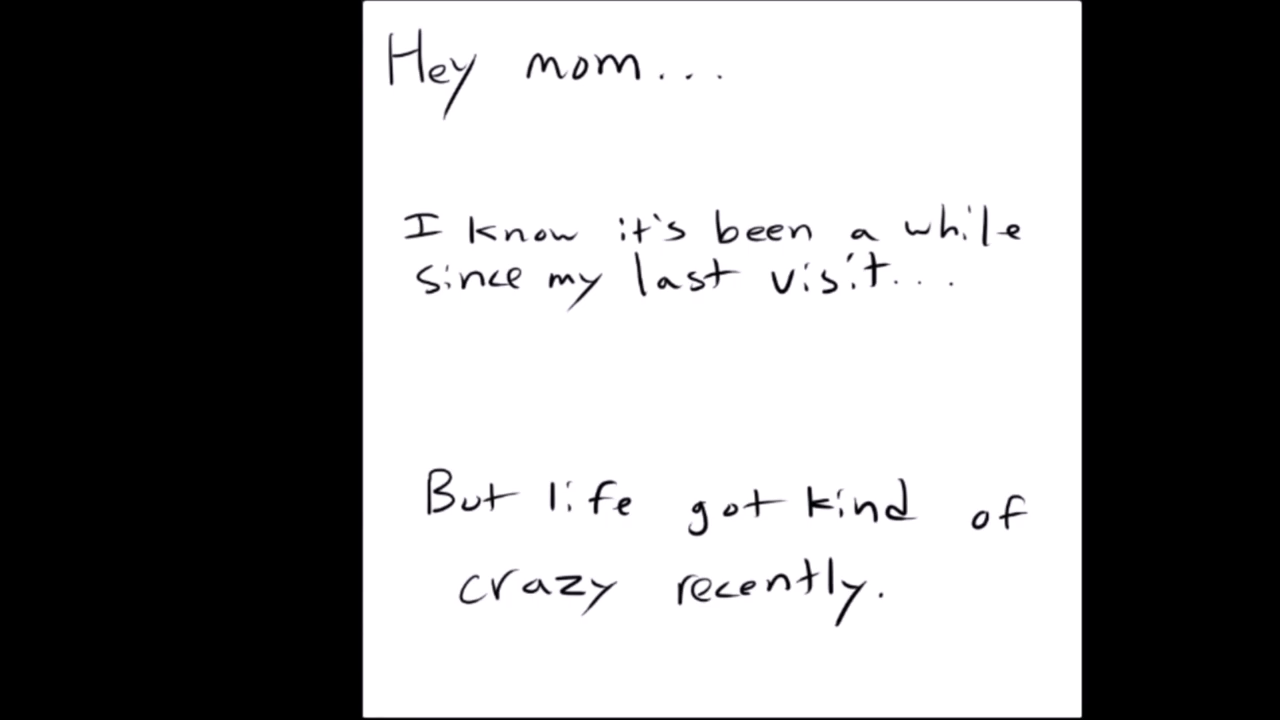 Hey mom...
I know it's been a while
since my last visit...
But life got kind of
crazy recently.